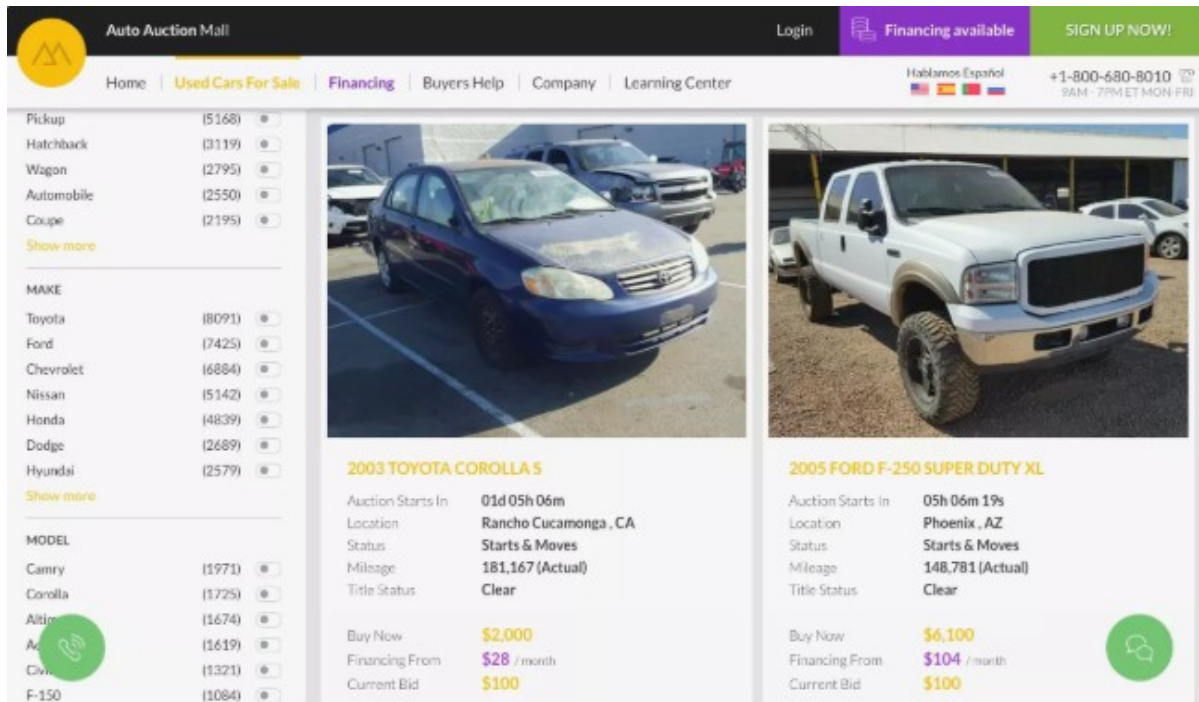 Auto Auction Mall
Login
Financing available
SIGN UP NOW!
Home
Used Cars For Sale
Financing
Buyers Help
Company
Learning Center
Hablamos Español
+1-800-680-8010
9AM - 7PM ET MON-FRI
Pickup (5168)
Hatchback (3119)
Wagon (2795)
Automobile (2550)
Coupe (2195)
Show more
MAKE
Toyota (8091)
Ford (7425)
Chevrolet (6884)
Nissan (5142)
Honda (4839)
Dodge (2689)
Hyundai (2579)
Show more
MODEL
Camry (1971)
Corolla (1725)
(1674)
(1619)
(1321)
F-150 (1084)
2003 TOYOTA COROLLA S
Auction Starts In 01d 05h 06m
Location Rancho Cucamonga , CA
Status Starts & Moves
Mileage 181,167 (Actual)
Title Status Clear
Buy Now $2,000
Financing From $28 / month
Current Bid $100
2005 FORD F-250 SUPER DUTY XL
Auction Starts In 05h 06m 19s
Location Phoenix , AZ
Status Starts & Moves
Mileage 148,781 (Actual)
Title Status Clear
Buy Now $6,100
Financing From $104 / month
Current Bid $100